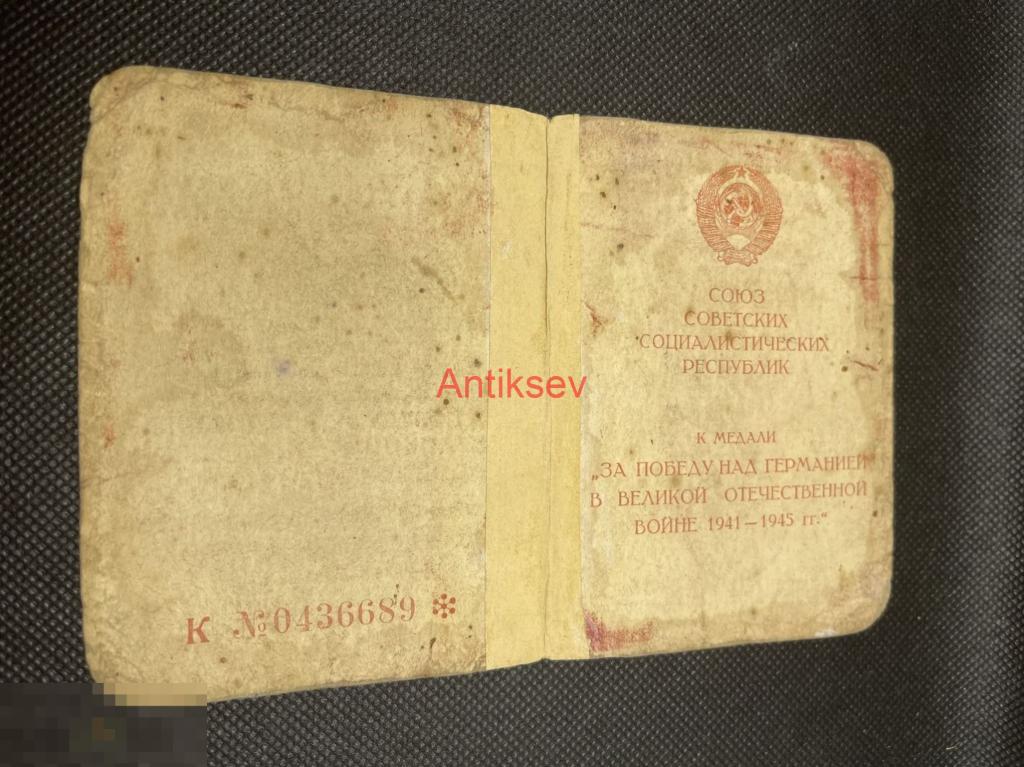 К №0436689 *
СОЮЗ
СОВЕТСКИХ
СОЦИАЛИСТИЧЕСКИХ
РЕСПУБЛИК
К МЕДАЛИ
„ЗА ПОБЕДУ НАД ГЕРМАНИЕЙ
В ВЕЛИКОЙ ОТЕЧЕСТВЕННОЙ
ВОЙНЕ 1941—1945 гг.“
Antiksev